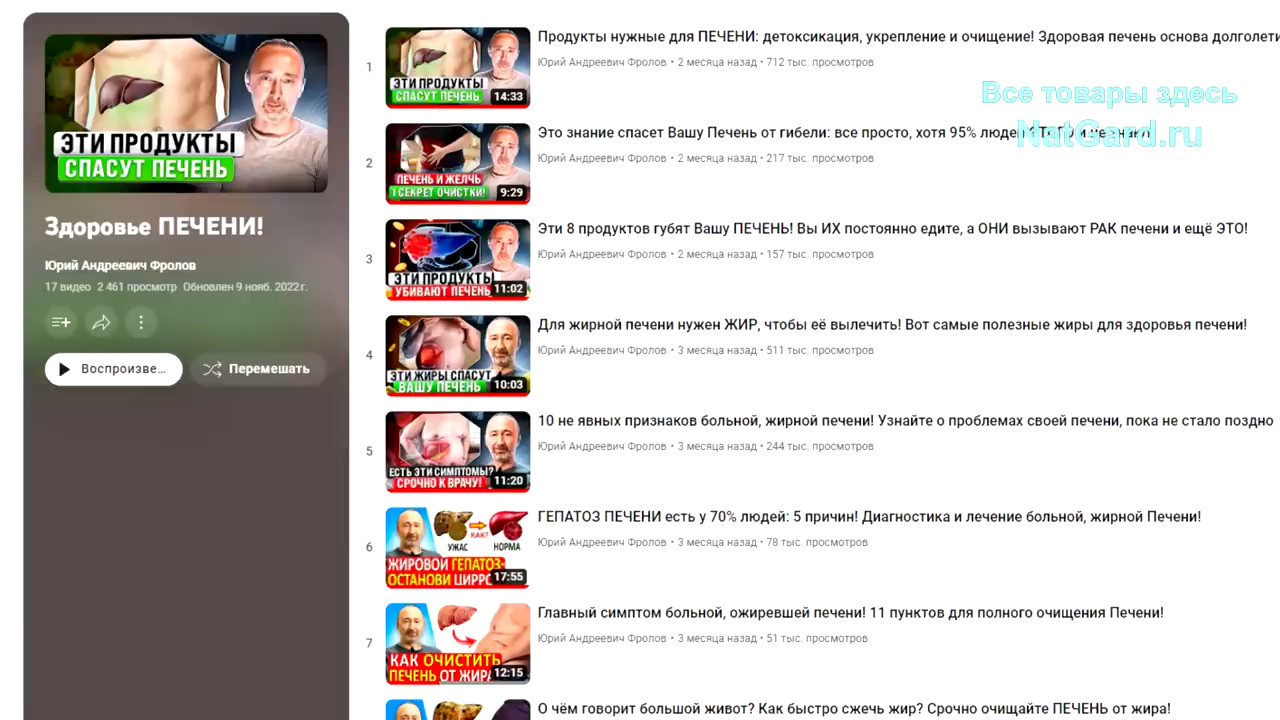 ЭТИ ПРОДУКТЫ
СПАСУТ ПЕЧЕНЬ
Здоровье ПЕЧЕНИ!
Юрий Андреевич Фролов
17 видео 2 461 просмотр Обновлен 9 нояб. 2022 г.
Воспроизве...
Перемешать
1
ЭТИ ПРОДУКТЫ
СПАСУТ ПЕЧЕНЬ
14:33
Продукты нужные для ПЕЧЕНИ: детоксикация, укрепление и очищение! Здоровая печень основа долголети
Юрий Андреевич Фролов • 2 месяца назад • 712 тыс. просмотров
Все товары здесь
NatGard.ru
2
ПЕЧЕНЬ И ЖЕЛЧЬ
1 СЕКРЕТ ОЧИСТКИ!
9:29
Это знание спасет Вашу Печень от гибели: все просто, хотя 95% людей
Юрий Андреевич Фролов • 2 месяца назад • 217 тыс. просмотров
3
ЭТИ ПРОДУКТЫ
УБИВАЮТ ПЕЧЕНЬ
11:02
Эти 8 продуктов губят Вашу ПЕЧЕНЬ! Вы ИХ постоянно едите, а ОНИ вызывают РАК печени и ещё ЭТО!
Юрий Андреевич Фролов • 2 месяца назад • 157 тыс. просмотров
4
ЭТИ ЖИРЫ СПАСУТ
ВАШУ ПЕЧЕНЬ
10:03
Для жирной печени нужен ЖИР, чтобы её вылечить! Вот самые полезные жиры для здоровья печени!
Юрий Андреевич Фролов • 3 месяца назад • 511 тыс. просмотров
5
ЕСТЬ ЭТИ СИМПТОМЫ?
СРОЧНО К ВРАЧУ!
11:20
10 не явных признаков больной, жирной печени! Узнайте о проблемах своей печени, пока не стало поздно
Юрий Андреевич Фролов • 3 месяца назад • 244 тыс. просмотров
6
КАК?
УЖАС
НОРМА
ЖИРОВОЙ ГЕПАТОЗ:
ОСТАНОВИ ЦИРРО
17:55
ГЕПАТОЗ ПЕЧЕНИ есть у 70% людей: 5 причин! Диагностика и лечение больной, жирной Печени!
Юрий Андреевич Фролов • 3 месяца назад • 78 тыс. просмотров
7
КАК ОЧИСТИТЬ
ПЕЧЕНЬ ОТ ЖИРА
12:15
Главный симптом больной, ожиревшей печени! 11 пунктов для полного очищения Печени!
Юрий Андреевич Фролов • 3 месяца назад • 51 тыс. просмотров
О чём говорит большой живот? Как быстро сжечь жир? Срочно очищайте ПЕЧЕНЬ от жира!